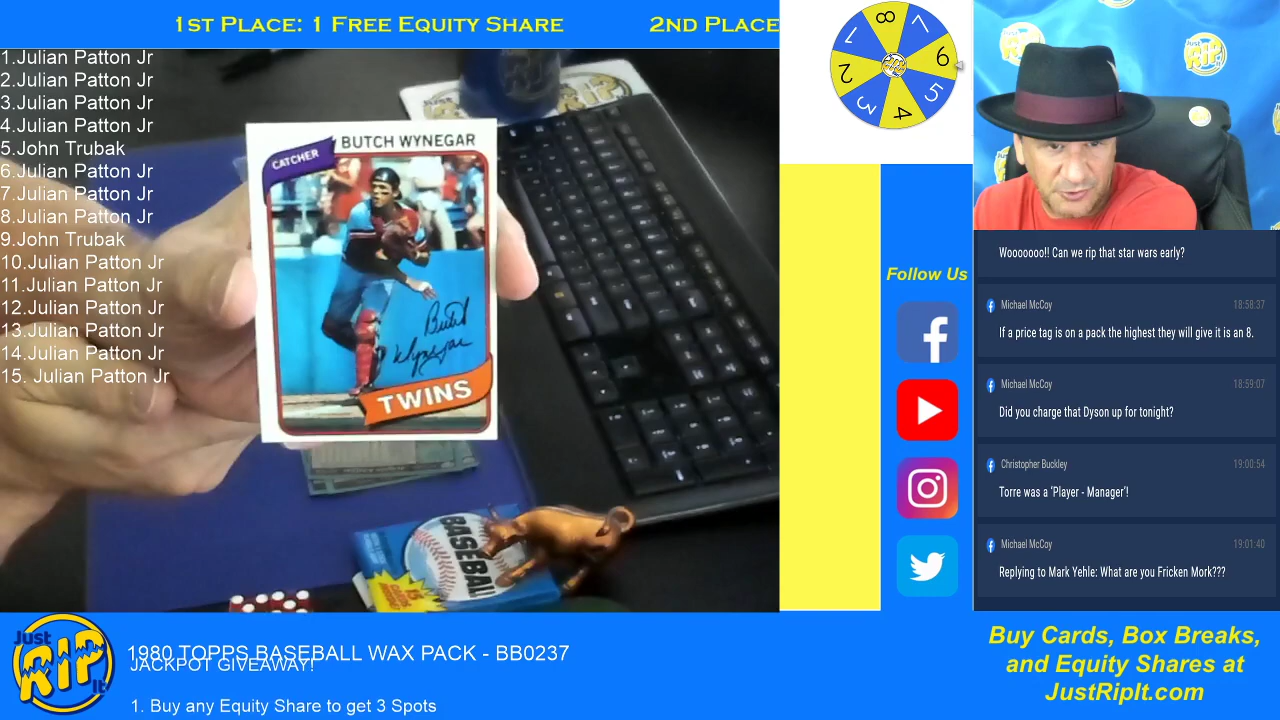 1st Place: 1 Free Equity Share
2nd Place
1.Julian Patton Jr
2.Julian Patton Jr
3.Julian Patton Jr
4.Julian Patton Jr
5.John Trubak
6.Julian Patton Jr
7.Julian Patton Jr
8.Julian Patton Jr
9.John Trubak
10.Julian Patton Jr
11.Julian Patton Jr
12.Julian Patton Jr
13.Julian Patton Jr
14.Julian Patton Jr
15. Julian Patton Jr
CATCHER
BUTCH WYNEGAR
Butch Wynegar
TWINS
BASEBALL
15
8
7
6
5
4
3
2
1
Just
RIP
It
Follow Us
Wooooooo!! Can we rip that star wars early?
Michael McCoy 18:58:37
If a price tag is on a pack the highest they will give it is an 8.
Michael McCoy 18:59:07
Did you charge that Dyson up for tonight?
Christopher Buckley 19:00:54
Torre was a 'Player - Manager'!
Michael McCoy 19:01:40
Replying to Mark Yehle: What are you Fricken Mork???
Just
RIP
It
1980 TOPPS BASEBALL WAX PACK - BB0237
JACKPOT GIVEAWAY!
1. Buy any Equity Share to get 3 Spots
Buy Cards, Box Breaks,
and Equity Shares at
JustRipIt.com